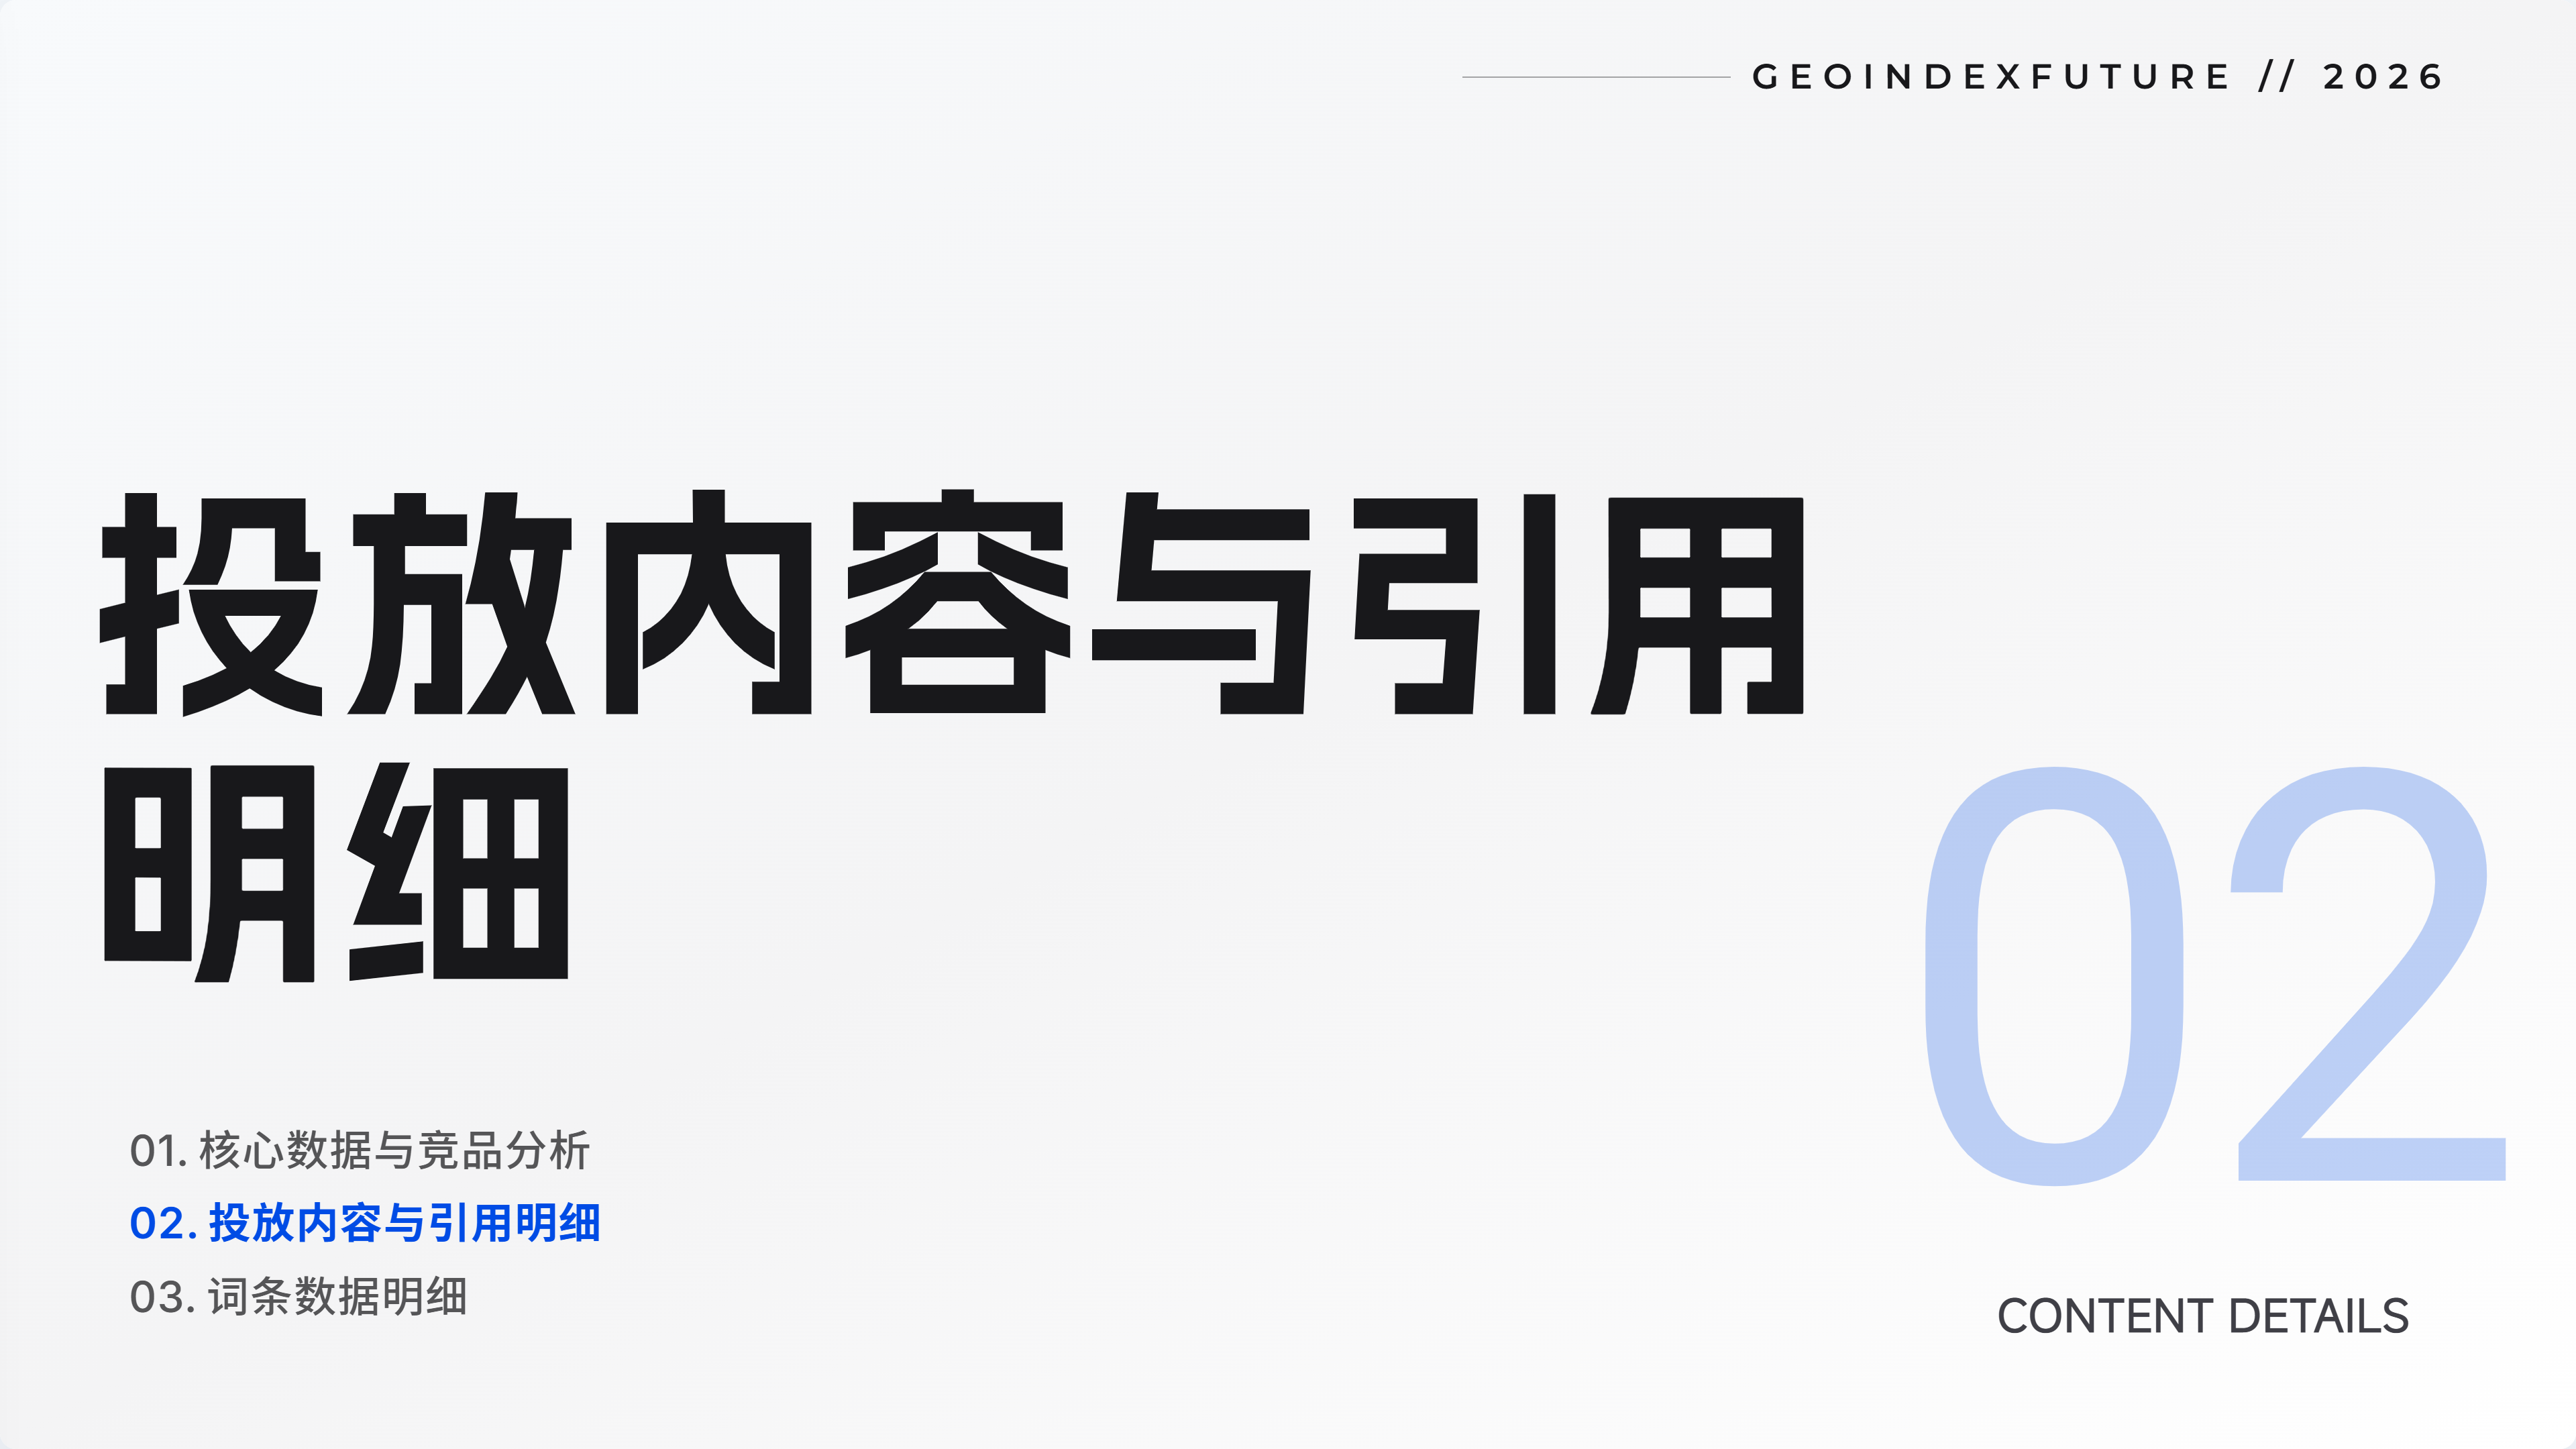 GEOINDEXFUTURE // 2026
投放内容与引用
明细
02
01. 核心数据与竞品分析
02. 投放内容与引用明细
03. 词条数据明细
CONTENT DETAILS